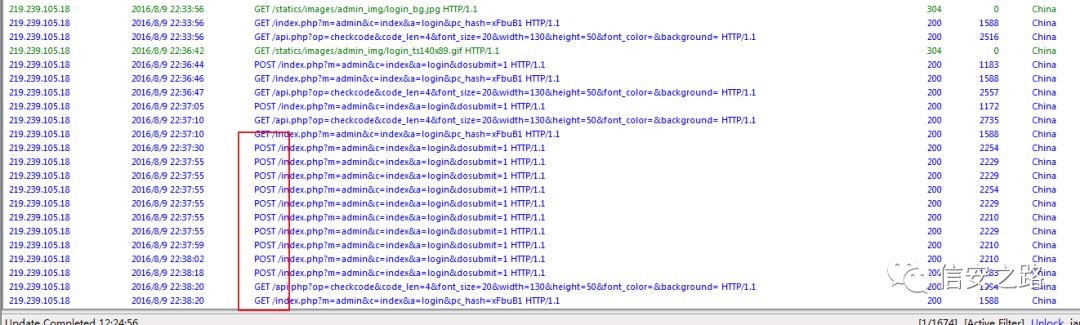 219.239.105.18 2016/8/9 22:33:56 GET /statics/images/admin_img/login_bg.jpg HTTP/1.1 304 0 China
219.239.105.18 2016/8/9 22:33:56 GET /index.php?m=admin&c=index&a=login&pc_hash=xFbuB1 HTTP/1.1 200 1588 China
219.239.105.18 2016/8/9 22:33:56 GET /api.php?op=checkcode&code_len=4&font_size=20&width=130&height=50&font_color=&background= HTTP/1.1 200 2516 China
219.239.105.18 2016/8/9 22:36:42 GET /statics/images/admin_img/login_ts140x89.gif HTTP/1.1 304 0 China
219.239.105.18 2016/8/9 22:36:44 POST /index.php?m=admin&c=index&a=login&dosubmit=1 HTTP/1.1 200 1183 China
219.239.105.18 2016/8/9 22:36:46 GET /index.php?m=admin&c=index&a=login&pc_hash=xFbuB1 HTTP/1.1 200 1588 China
219.239.105.18 2016/8/9 22:36:47 GET /api.php?op=checkcode&code_len=4&font_size=20&width=130&height=50&font_color=&background= HTTP/1.1 200 2557 China
219.239.105.18 2016/8/9 22:37:05 POST /index.php?m=admin&c=index&a=login&dosubmit=1 HTTP/1.1 200 1172 China
219.239.105.18 2016/8/9 22:37:10 GET /api.php?op=checkcode&code_len=4&font_size=20&width=130&height=50&font_color=&background= HTTP/1.1 200 2735 China
219.239.105.18 2016/8/9 22:37:10 GET /index.php?m=admin&c=index&a=login&pc_hash=xFbuB1 HTTP/1.1 200 1588 China
219.239.105.18 2016/8/9 22:37:30 POST /index.php?m=admin&c=index&a=login&dosubmit=1 HTTP/1.1 200 2254 China
219.239.105.18 2016/8/9 22:37:55 POST /index.php?m=admin&c=index&a=login&dosubmit=1 HTTP/1.1 200 2229 China
219.239.105.18 2016/8/9 22:37:55 POST /index.php?m=admin&c=index&a=login&dosubmit=1 HTTP/1.1 200 2229 China
219.239.105.18 2016/8/9 22:37:55 POST /index.php?m=admin&c=index&a=login&dosubmit=1 HTTP/1.1 200 2254 China
219.239.105.18 2016/8/9 22:37:55 POST /index.php?m=admin&c=index&a=login&dosubmit=1 HTTP/1.1 200 2229 China
219.239.105.18 2016/8/9 22:37:55 POST /index.php?m=admin&c=index&a=login&dosubmit=1 HTTP/1.1 200 2210 China
219.239.105.18 2016/8/9 22:37:55 POST /index.php?m=admin&c=index&a=login&dosubmit=1 HTTP/1.1 200 2229 China
219.239.105.18 2016/8/9 22:37:59 POST /index.php?m=admin&c=index&a=login&dosubmit=1 HTTP/1.1 200 2210 China
219.239.105.18 2016/8/9 22:38:02 POST /index.php?m=admin&c=index&a=login&dosubmit=1 HTTP/1.1 200 2210 China
219.239.105.18 2016/8/9 22:38:18 POST /index.php?m=admin&c=index&a=login&dosubmit=1 HTTP/1.1 200 China
219.239.105.18 2016/8/9 22:38:20 GET /api.php?op=checkcode&code_len=4&font_size=20&width=130&height=50&font_color=&background= HTTP/1.1 200 China
219.239.105.18 2016/8/9 22:38:20 GET /index.php?m=admin&c=index&a=login&pc_hash=xFbuB1 HTTP/1.1 200 1588 China
信安之路
Update Completed 12:24:56 [1/1674] [Active Filter] Unlock